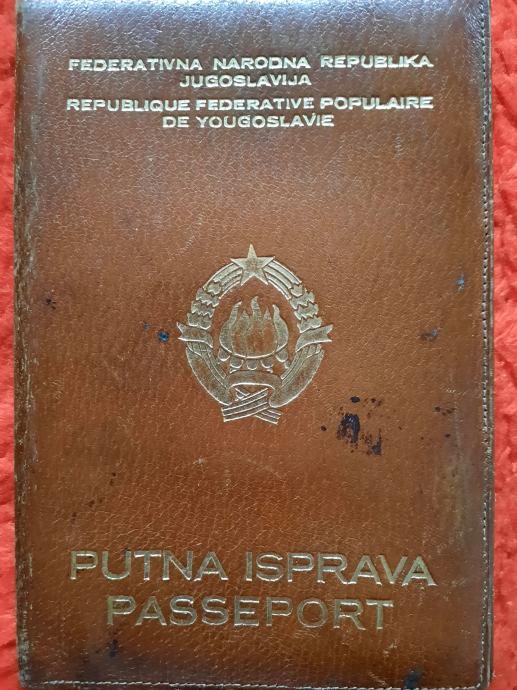 FEDERATIVNA NARODNA REPUBLIKA
JUGOSLAVIJA
REPUBLIQUE FEDERATIVE POPULAIRE
DE YOUGOSLAVIE
PUTNA ISPRAVA
PASSEPORT